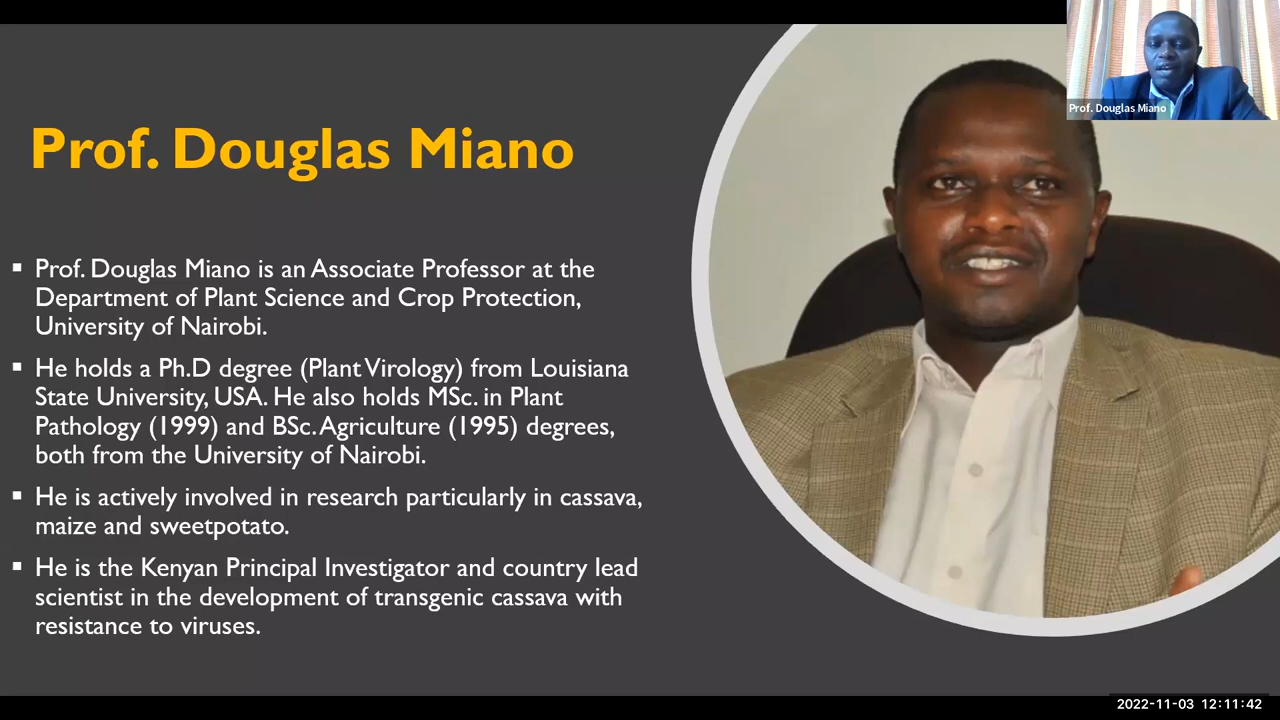 Prof. Douglas Miano
Prof. Douglas Miano
▪ Prof. Douglas Miano is an Associate Professor at the
Department of Plant Science and Crop Protection,
University of Nairobi.
▪ He holds a Ph.D degree (Plant Virology) from Louisiana
State University, USA. He also holds MSc. in Plant
Pathology (1999) and BSc. Agriculture (1995) degrees,
both from the University of Nairobi.
▪ He is actively involved in research particularly in cassava,
maize and sweetpotato.
▪ He is the Kenyan Principal Investigator and country lead
scientist in the development of transgenic cassava with
resistance to viruses.
2022-11-03 12:11:42